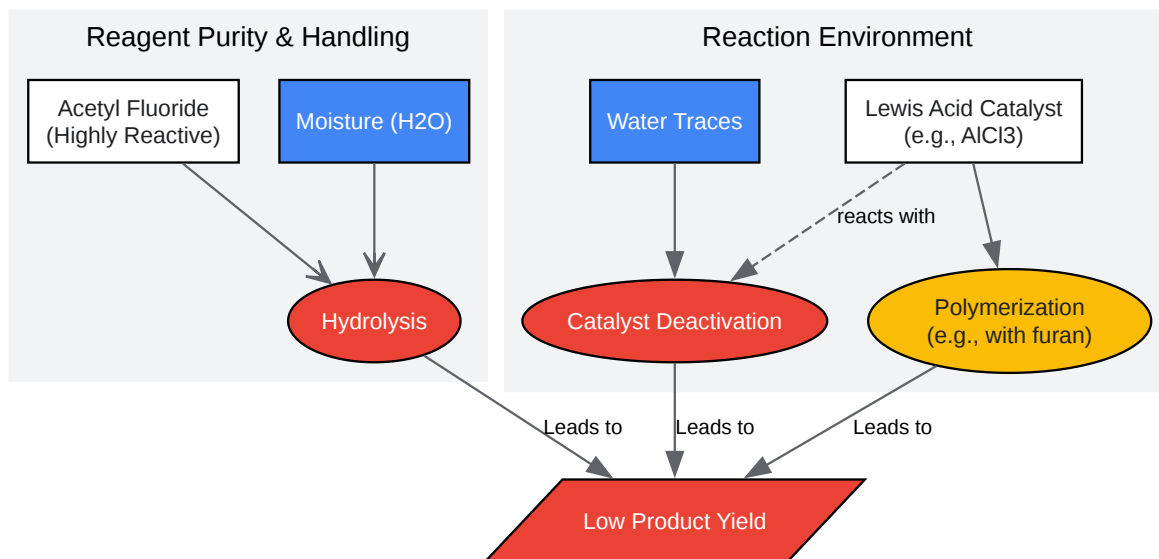 Reagent Purity & Handling
Reaction Environment
Acetyl Fluoride
(Highly Reactive)
Moisture (H2O)
Water Traces
Lewis Acid Catalyst
(e.g., AlCl3)
reacts with
Hydrolysis
Catalyst Deactivation
Polymerization
(e.g., with furan)
Leads to
Leads to
Leads to
Low Product Yield